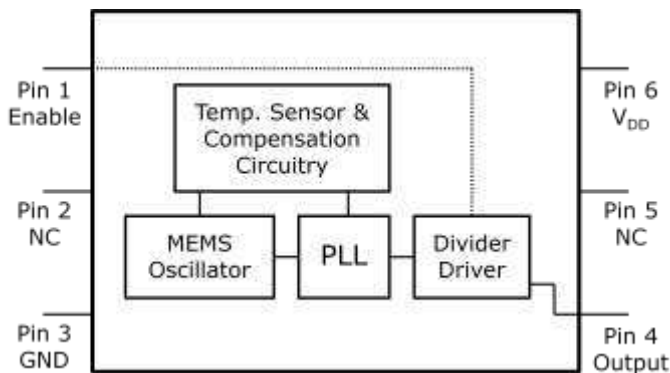 Pin 1
Enable
Pin 6
VDD
Temp. Sensor &
Compensation
Circuitry
Pin 2
NC
Pin 5
NC
MEMS
Oscillator
PLL
Divider
Driver
Pin 3
GND
Pin 4
Output